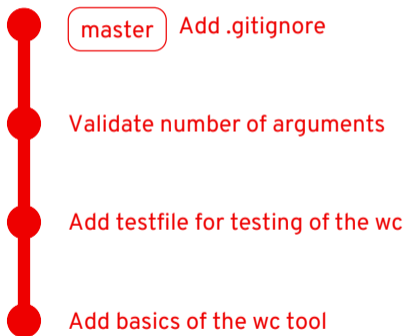 master Add .gitignore
Validate number of arguments
Add testfile for testing of the wc
Add basics of the wc tool